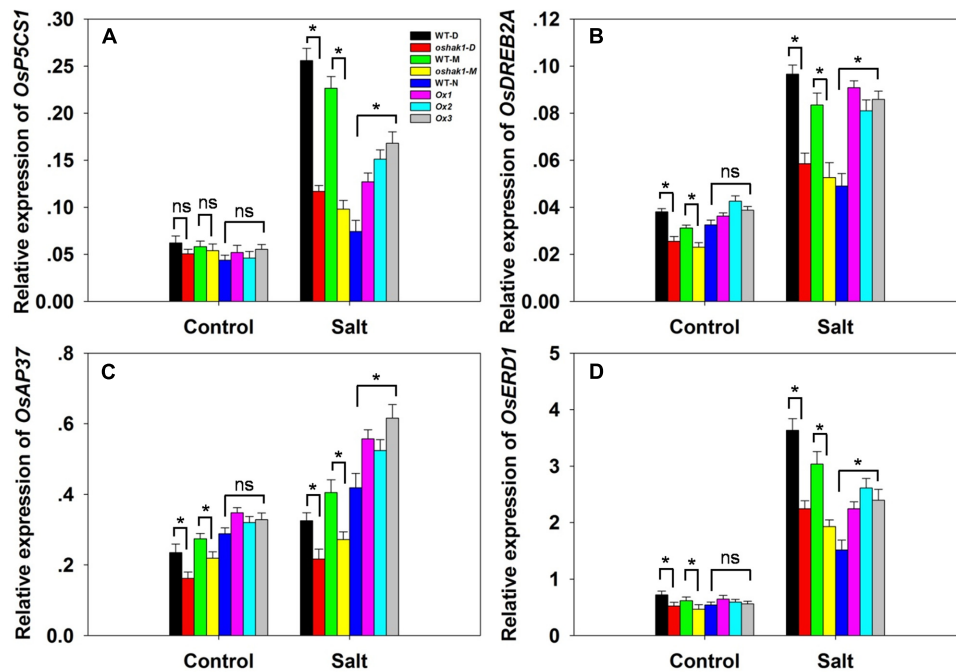 A
Relative expression of OsP5CS1
.30
.25
.20
.15
.10
.05
0.00
ns
ns
ns
*
*
*
WT-D
oshak1-D
WT-M
oshak1-M
WT-N
Ox1
Ox2
Ox3
Control
Salt
B
Relative expression of OsDREB2A
.12
.10
.08
.06
.04
.02
0.00
*
*
ns
*
*
*
Control
Salt
C
Relative expression of OsAP37
.8
.6
.4
.2
0.0
*
*
ns
*
*
*
Control
Salt
D
Relative expression of OsERD1
5
4
3
2
1
0
*
*
ns
*
*
*
Control
Salt